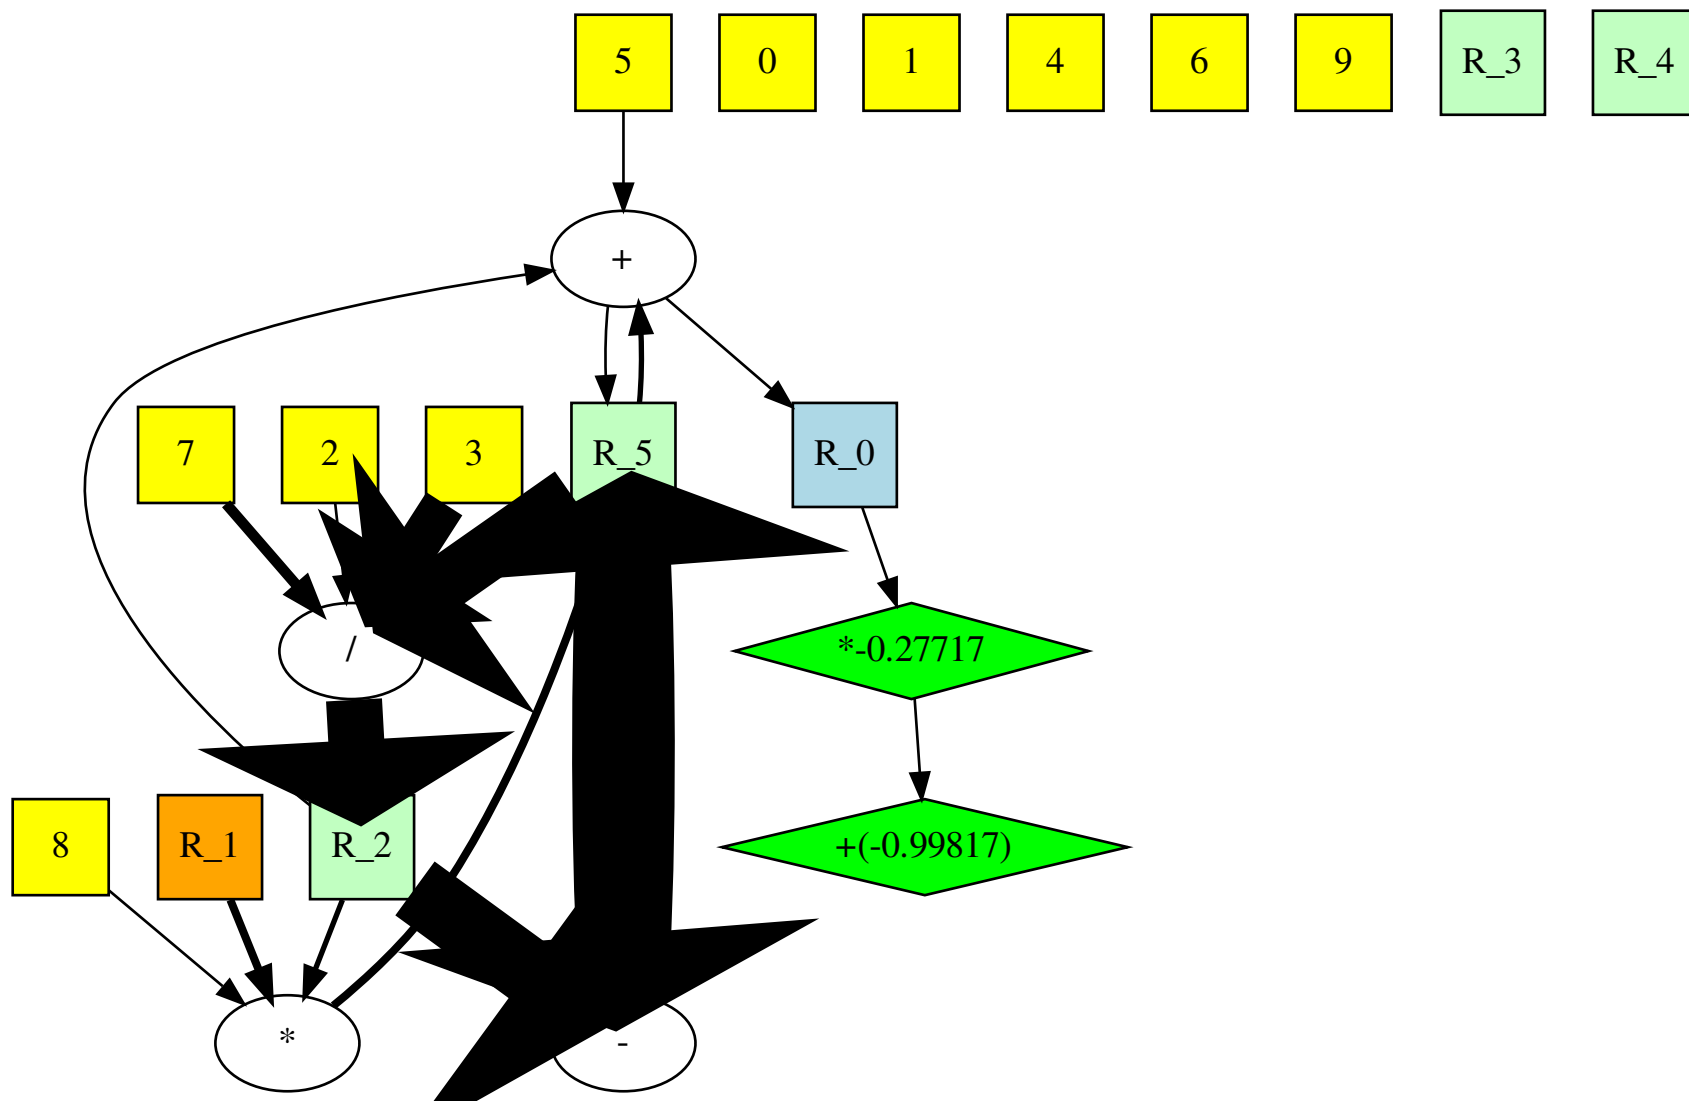 5 0 1 4 6 9 R_3 R_4
+
7 2 3 R_5 R_0
/ *-0.27717
8 R_1 R_2 +(-0.99817)
* -